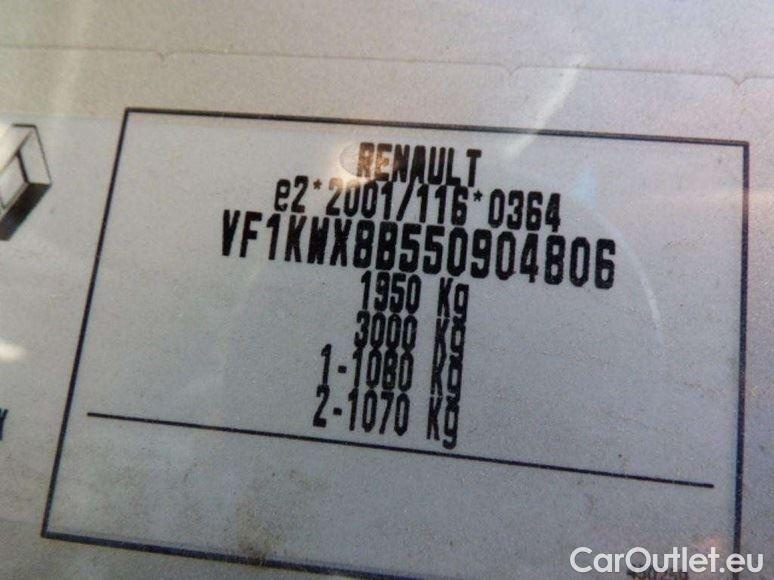 RENAULT
e2*2001/116*0364
VF1KWX8B550904806
1950 Kg
3000 Kg
1-1080 Kg
2-1070 Kg
CarOutlet.eu